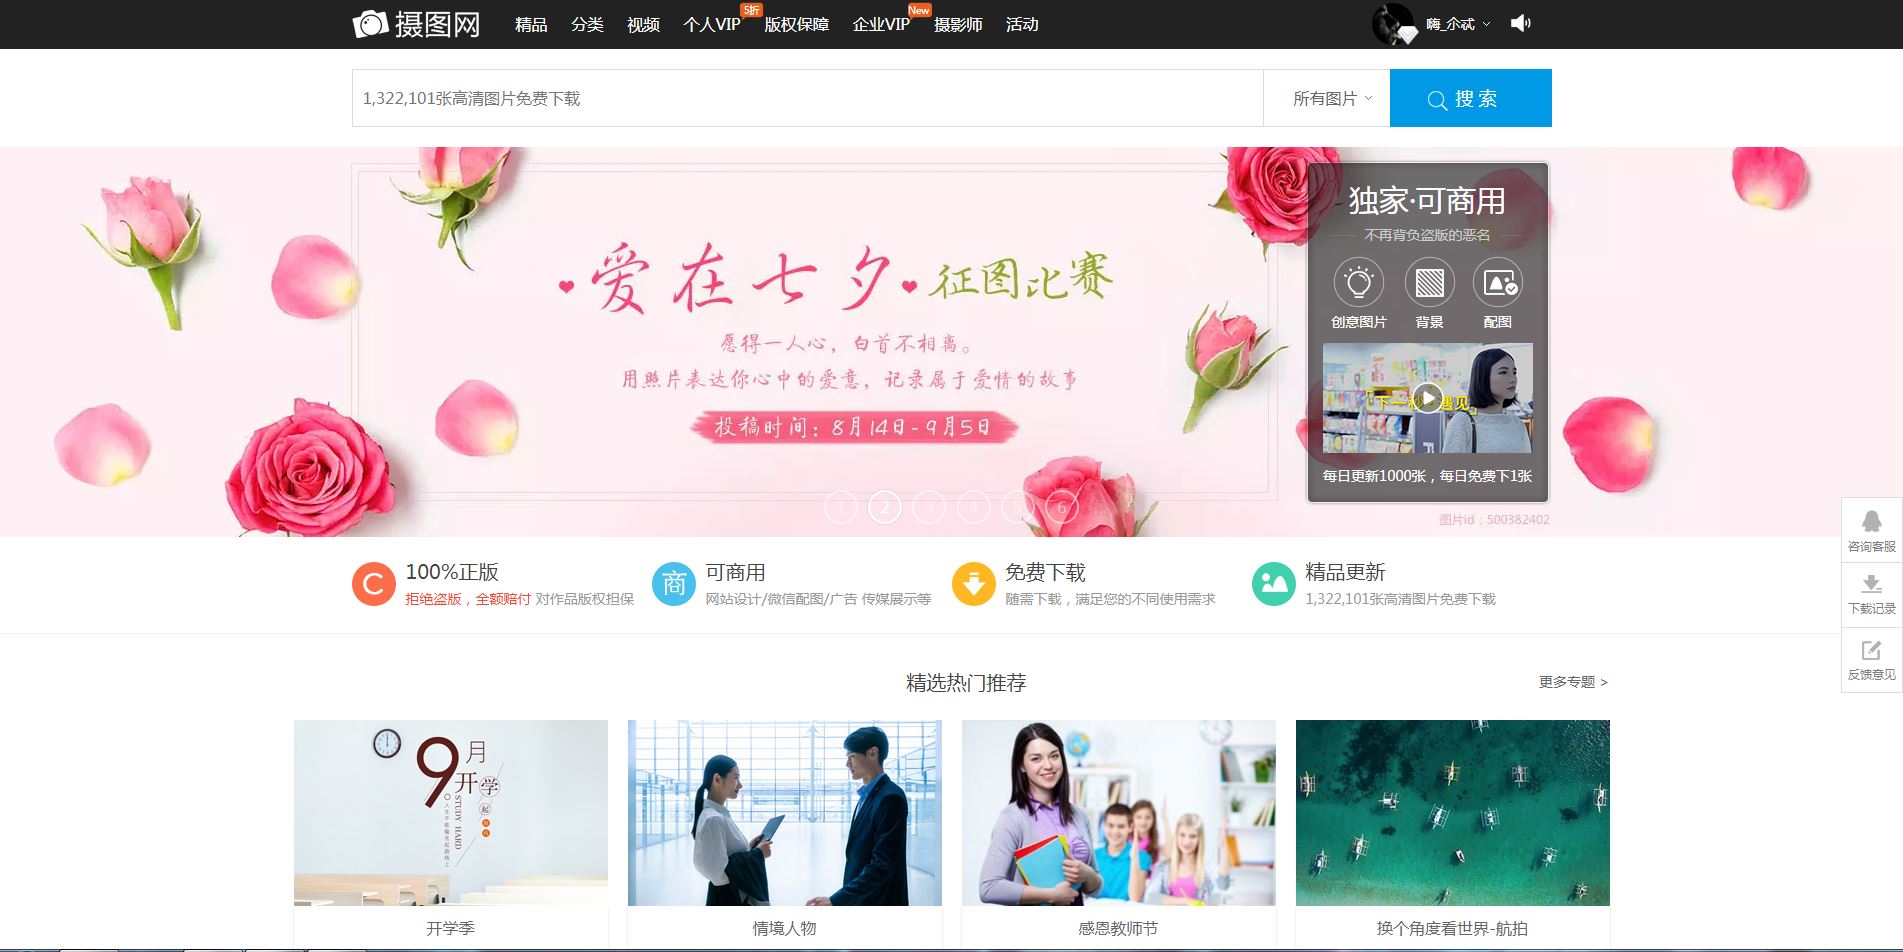 摄图网
精品 分类 视频 个人VIP 5折 版权保障 企业VIP New 摄影师 活动
1,322,101张高清图片免费下载
所有图片
搜索
爱在七夕 征图比赛
愿得一人心，白首不相离。
用照片表达你心中的爱意，记录属于爱情的故事
投稿时间：8月14日-9月5日
1 2 3 4 5 6
独家·可商用
不再背负盗版的恶名
创意图片 背景 配图
「下一秒遇见」
每日更新1000张，每日免费下1张
图片id：500382402
咨询客服
下载记录
反馈意见
C
100%正版
拒绝盗版，全额赔付 对作品版权担保
商
可商用
网站设计/微信配图/广告 传媒展示等
免费下载
随需下载，满足您的不同使用需求
精品更新
1,322,101张高清图片免费下载
精选热门推荐
更多专题 >
9月
开学
起
STUDY HARD
开学季
情境人物
感恩教师节
换个角度看世界-航拍